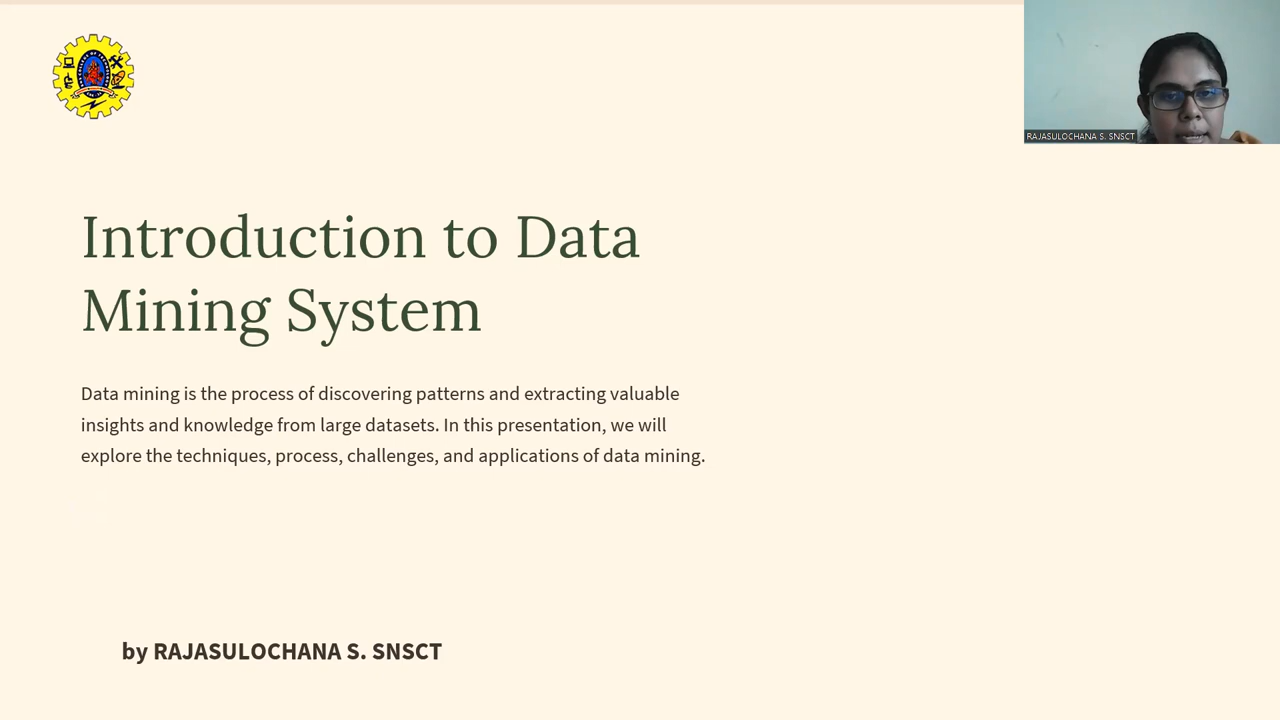 RAJASULOCHANA S. SNSCT
Introduction to Data
Mining System
Data mining is the process of discovering patterns and extracting valuable
insights and knowledge from large datasets. In this presentation, we will
explore the techniques, process, challenges, and applications of data mining.
by RAJASULOCHANA S. SNSCT